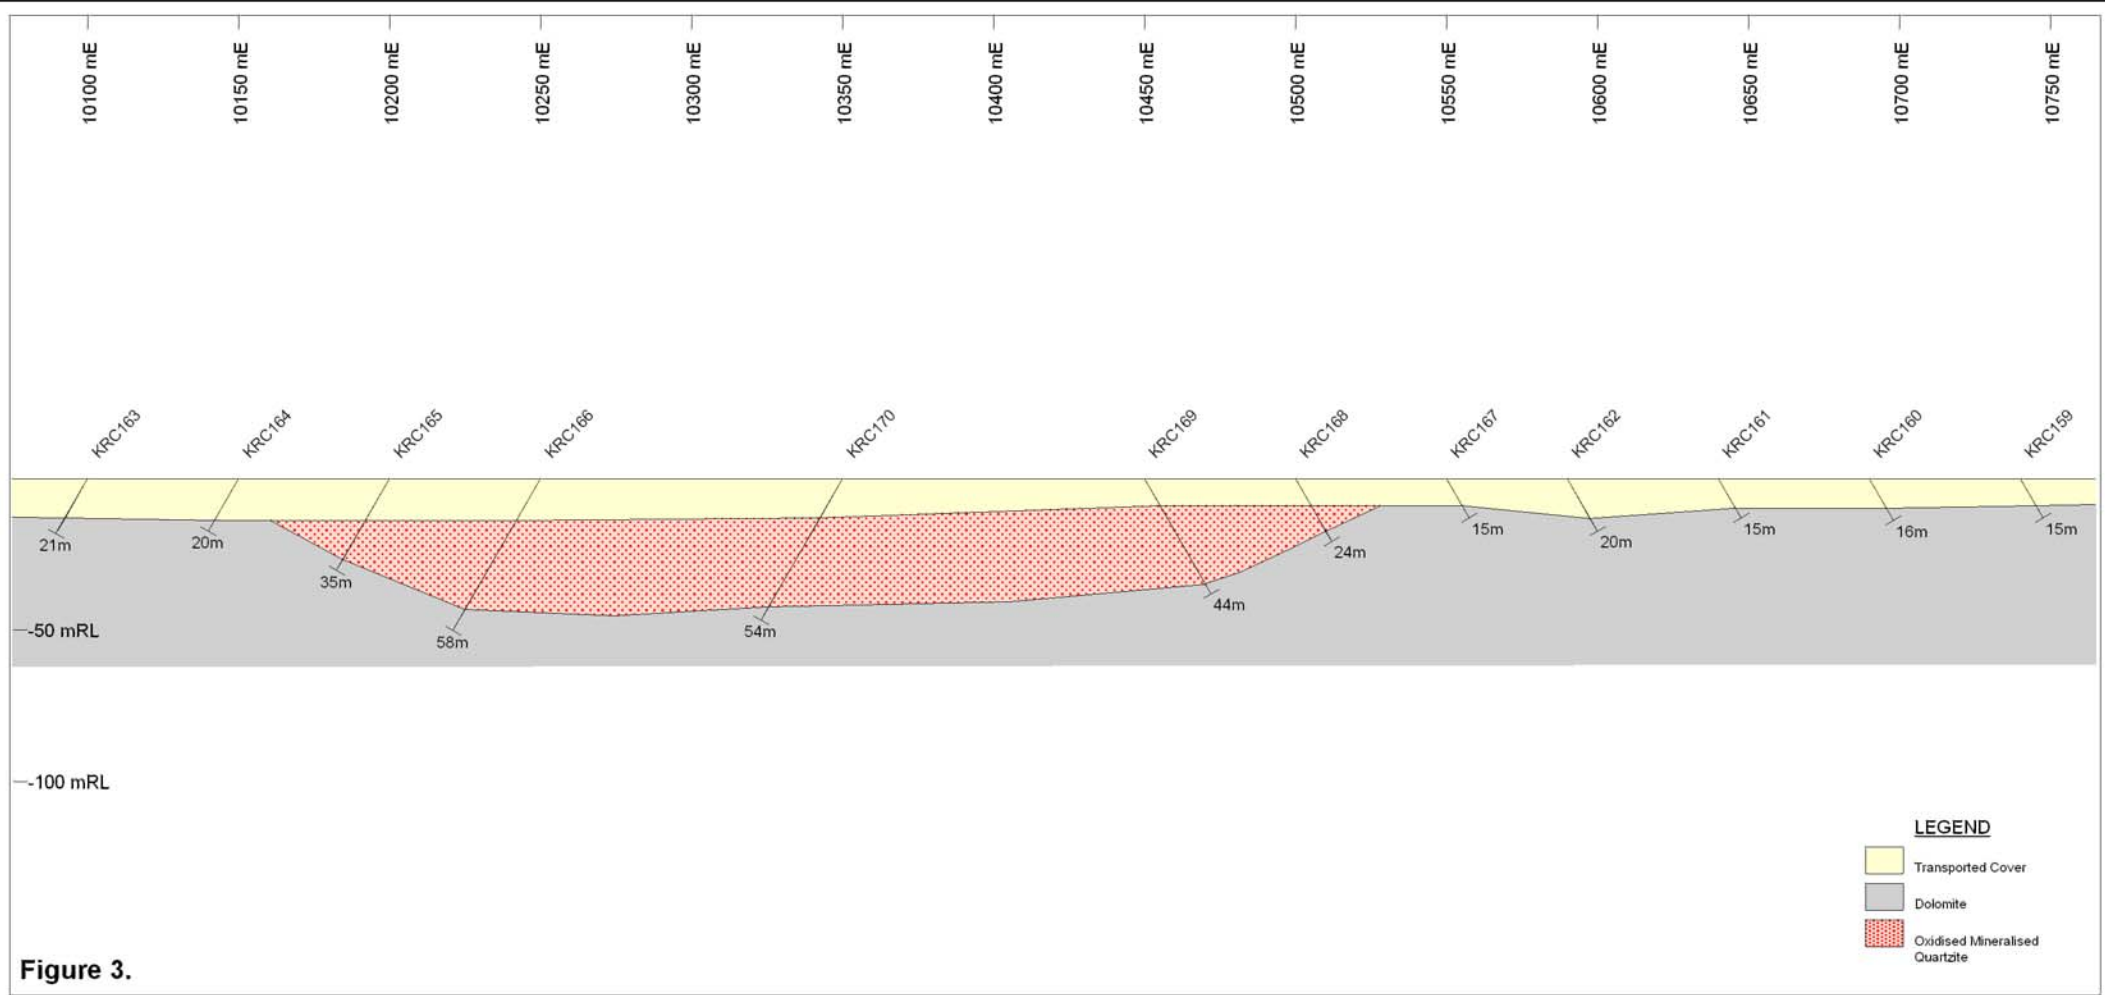 10100 mE
10150 mE
10200 mE
10250 mE
10300 mE
10350 mE
10400 mE
10450 mE
10500 mE
10550 mE
10600 mE
10650 mE
10700 mE
10750 mE
KRC163
KRC164
KRC165
KRC166
KRC170
KRC169
KRC168
KRC167
KRC162
KRC161
KRC160
KRC159
21m
20m
35m
58m
54m
44m
24m
15m
20m
15m
16m
15m
-50 mRL
-100 mRL
LEGEND
Transported Cover
Dolomite
Oxidised Mineralised
Quartzite
Figure 3.